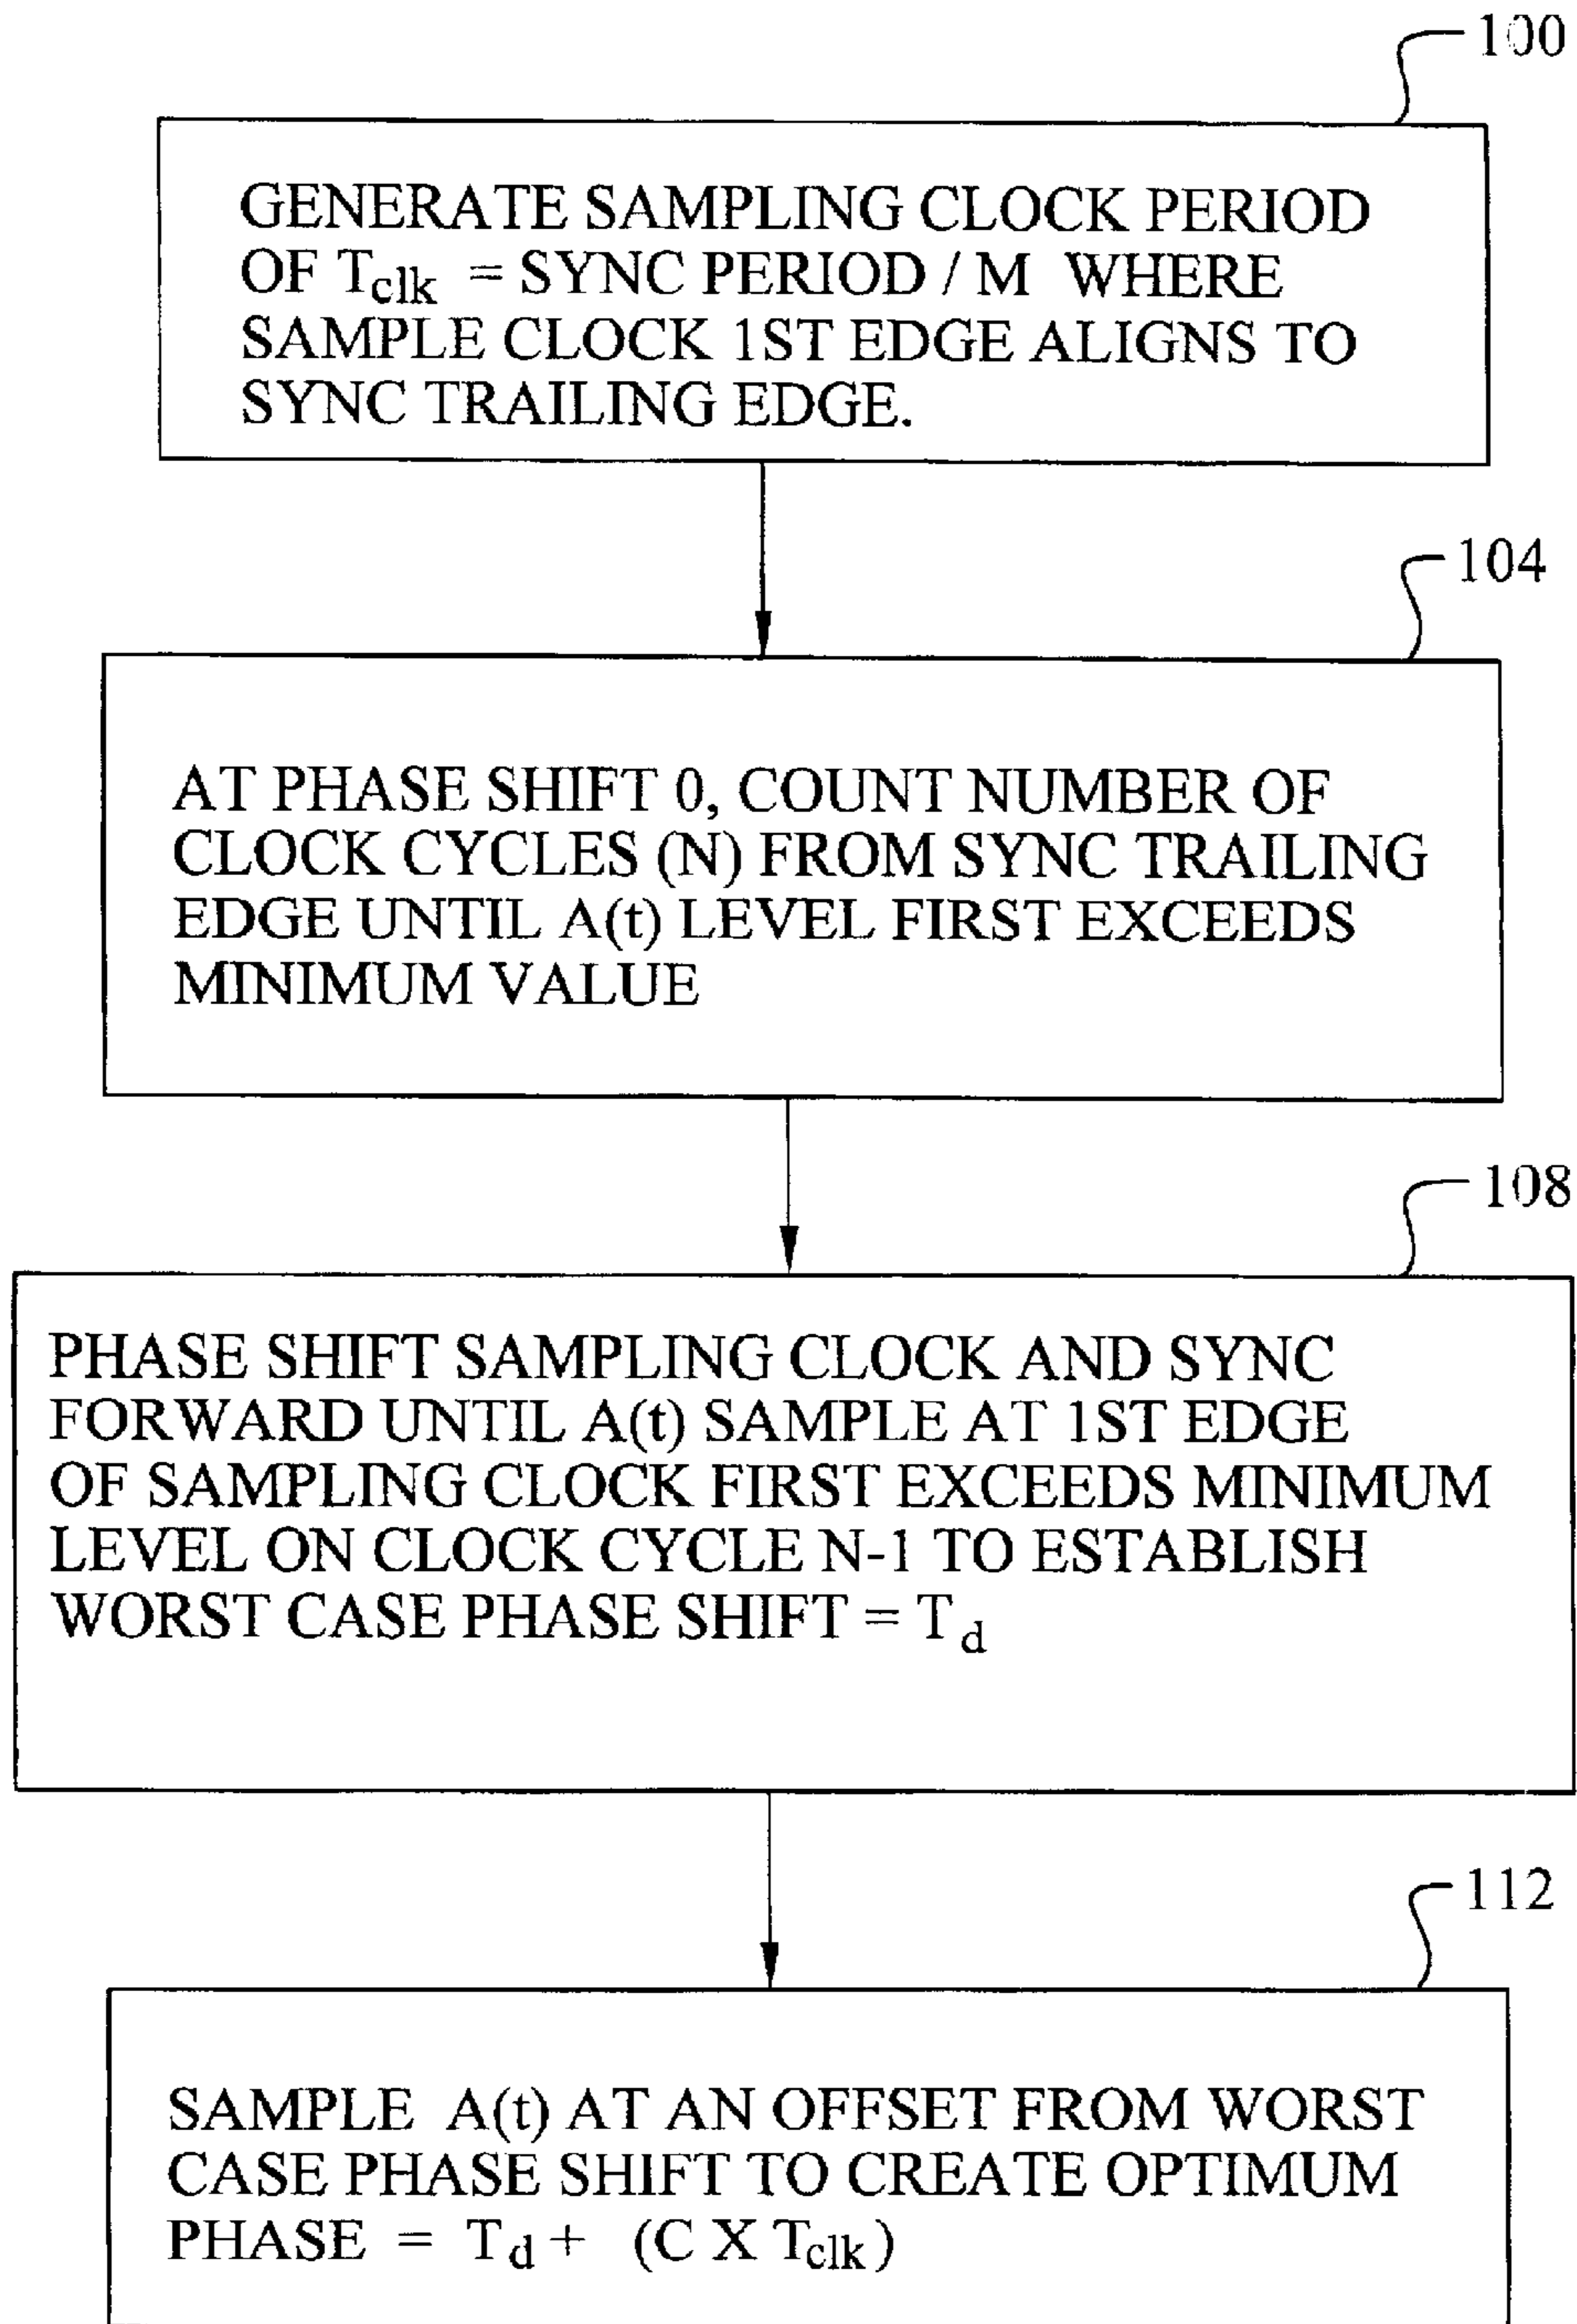 100
GENERATE SAMPLING CLOCK PERIOD
OF Tclk = SYNC PERIOD / M WHERE
SAMPLE CLOCK 1ST EDGE ALIGNS TO
SYNC TRAILING EDGE.
104
AT PHASE SHIFT 0, COUNT NUMBER OF
CLOCK CYCLES (N) FROM SYNC TRAILING
EDGE UNTIL A(t) LEVEL FIRST EXCEEDS
MINIMUM VALUE
108
PHASE SHIFT SAMPLING CLOCK AND SYNC
FORWARD UNTIL A(t) SAMPLE AT 1ST EDGE
OF SAMPLING CLOCK FIRST EXCEEDS MINIMUM
LEVEL ON CLOCK CYCLE N-1 TO ESTABLISH
WORST CASE PHASE SHIFT = Td
112
SAMPLE A(t) AT AN OFFSET FROM WORST
CASE PHASE SHIFT TO CREATE OPTIMUM
PHASE = Td + (C X Tclk)